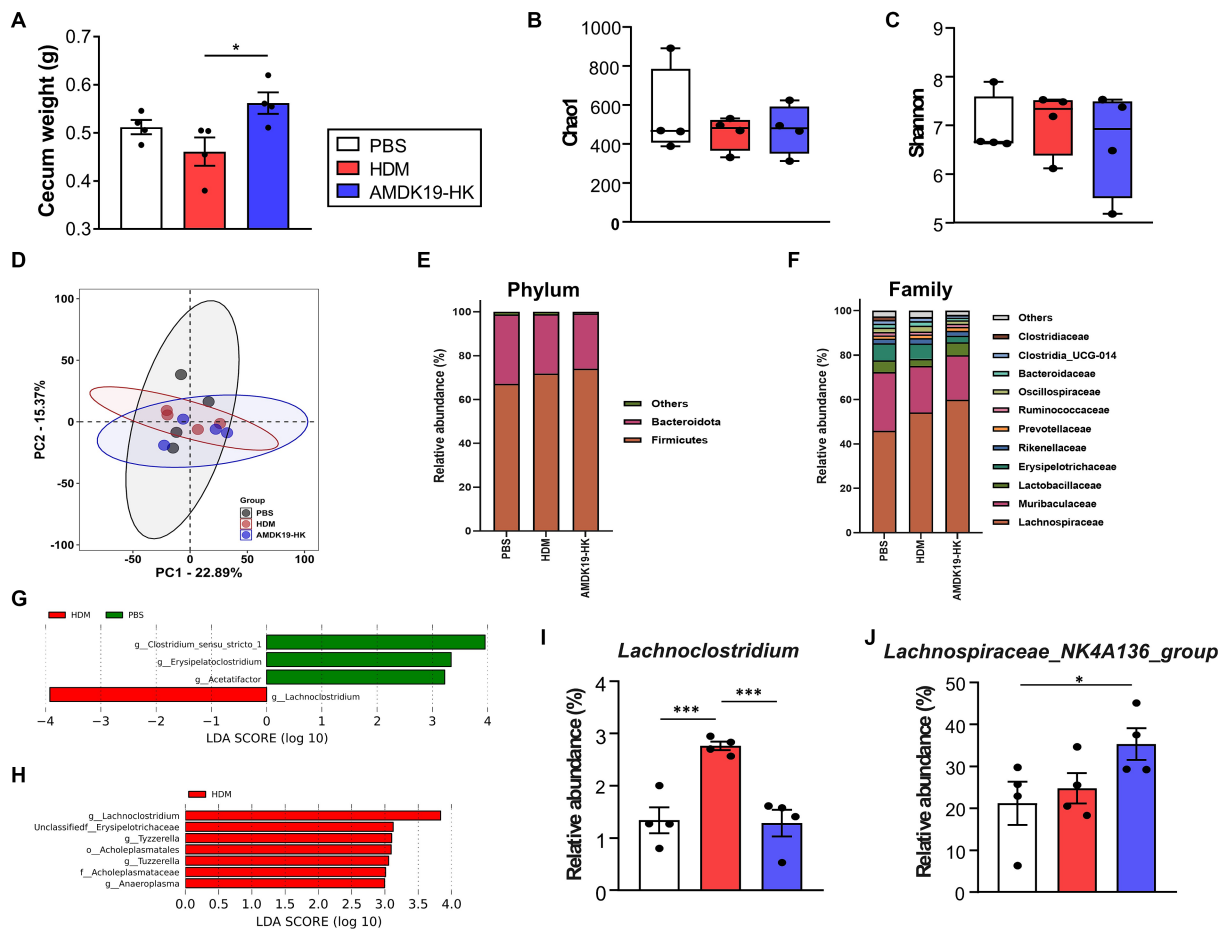 A
Cecum weight (g)
0.7
0.6
0.5
0.4
0.3
*
PBS
HDM
AMDK19-HK
B
Chao1
1000
800
600
400
200
0
C
Shannon
9
8
7
6
5
D
PC2 - 15.37%
100
50
0
-50
-100
-50
0
50
100
PC1 - 22.89%
Group
PBS
HDM
AMDK19-HK
E
Phylum
Relative abundance (%)
100
80
60
40
20
0
PBS
HDM
AMDK19-HK
Others
Bacteroidota
Firmicutes
F
Family
Relative abundance (%)
100
80
60
40
20
0
PBS
HDM
AMDK19-HK
Others
Clostridiaceae
Clostridia_UCG-014
Bacteroidaceae
Oscillospiraceae
Ruminococcaceae
Prevotellaceae
Rikenellaceae
Erysipelotrichaceae
Lactobacillaceae
Muribaculaceae
Lachnospiraceae
G
HDM
PBS
g__Clostridium_sensu_stricto_1
g__Erysipelatoclostridium
g__Acetatifactor
g__Lachnoclostridium
−4
−3
−2
−1
0
1
2
3
4
LDA SCORE (log 10)
H
HDM
g__Lachnoclostridium
Unclassifiedf__Erysipelotrichaceae
g__Tyzzerella
o__Acholeplasmatales
g__Tuzzerella
f__Acholeplasmataceae
g__Anaeroplasma
0.0
0.5
1.0
1.5
2.0
2.5
3.0
3.5
4.0
LDA SCORE (log 10)
I
Lachnoclostridium
Relative abundance (%)
4
3
2
1
0
***
***
J
Lachnospiraceae_NK4A136_group
Relative abundance (%)
50
40
30
20
10
0
*